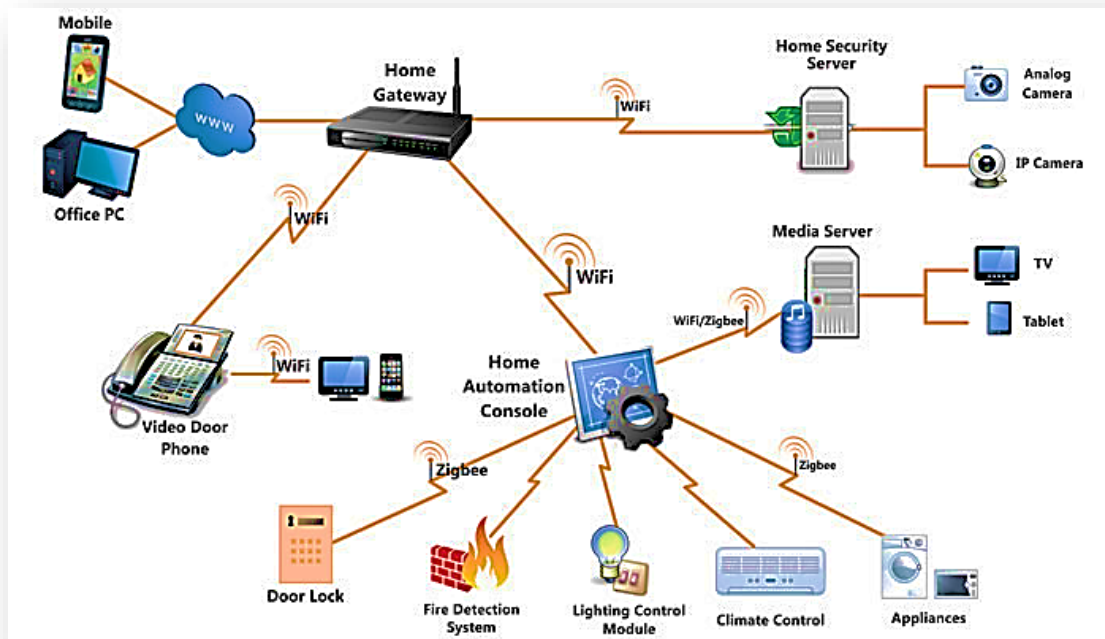 Mobile
Home
Gateway
Home Security
Server
WiFi
Analog
Camera
www
Office PC
IP Camera
WiFi
WiFi
Media Server
TV
WiFi/Zigbee
Tablet
WiFi
Home
Automation
Console
Video Door
Phone
Zigbee
Zigbee
Door Lock
Fire Detection
System
Lighting Control
Module
Climate Control
Appliances